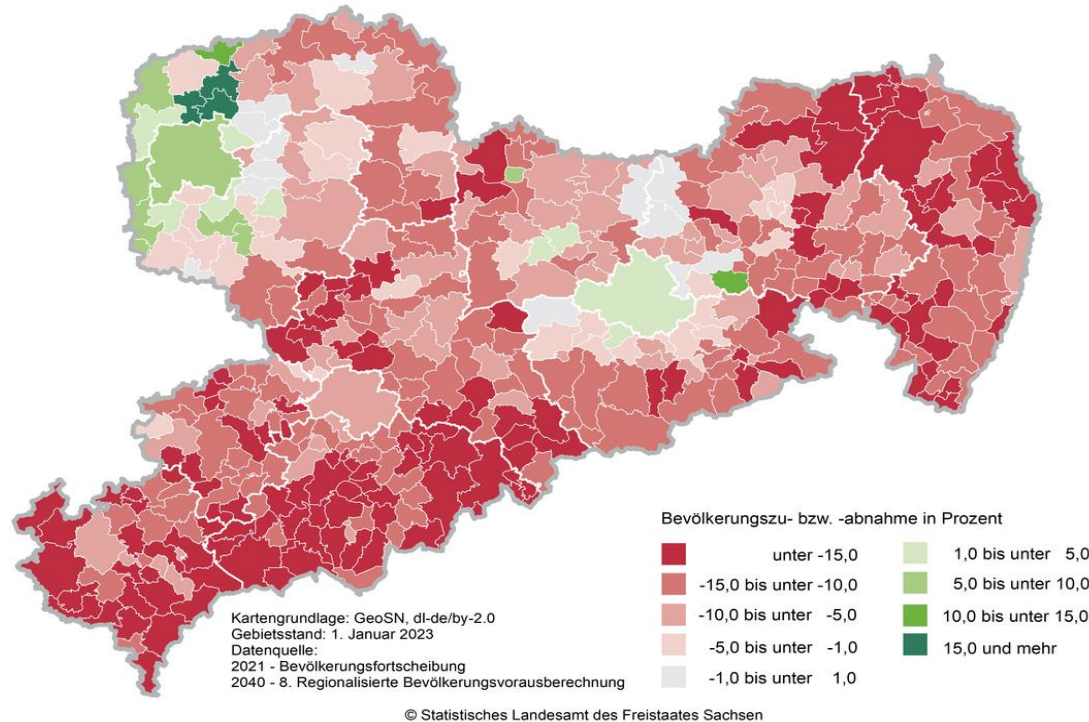 Bevölkerungszu- bzw. -abnahme in Prozent
unter -15,0
-15,0 bis unter -10,0
-10,0 bis unter -5,0
-5,0 bis unter -1,0
-1,0 bis unter 1,0
1,0 bis unter 5,0
5,0 bis unter 10,0
10,0 bis unter 15,0
15,0 und mehr
Kartengrundlage: GeoSN, dl-de/by-2.0
Gebietsstand: 1. Januar 2023
Datenquelle:
2021 - Bevölkerungsfortscheibung
2040 - 8. Regionalisierte Bevölkerungsvorausberechnung
© Statistisches Landesamt des Freistaates Sachsen